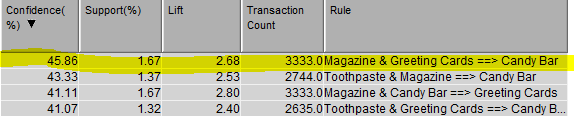 Confidence( Support(%) Lift Transaction Rule
%) ▼ Count
45.86 1.67 2.68 3333.0 Magazine & Greeting Cards ==> Candy Bar
43.33 1.37 2.53 2744.0 Toothpaste & Magazine ==> Candy Bar
41.11 1.67 2.80 3333.0 Magazine & Candy Bar ==> Greeting Cards
41.07 1.32 2.40 2635.0 Toothpaste & Greeting Cards ==> Candy B...